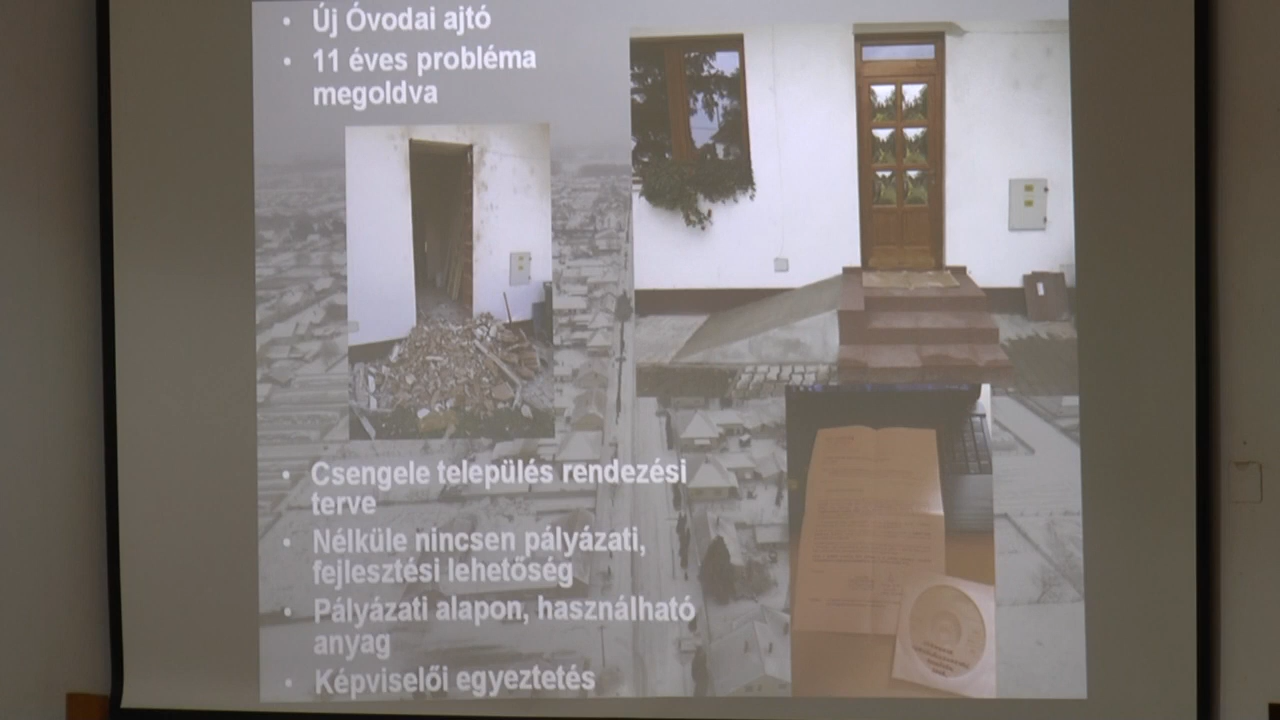 • Új Óvodai ajtó
• 11 éves probléma
megoldva
• Csengele település rendezési
terve
• Nélküle nincsen pályázati,
fejlesztési lehetőség
• Pályázati alapon, használható
anyag
• Képviselői egyeztetés